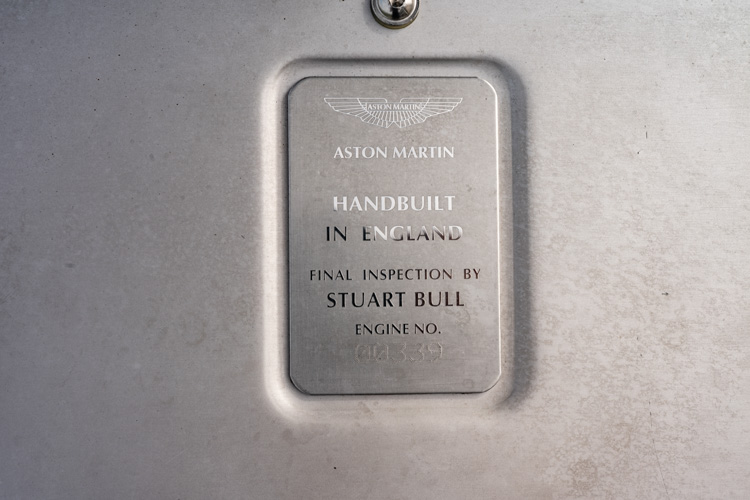 ASTON MARTIN
ASTON MARTIN
HANDBUILT
IN ENGLAND
FINAL INSPECTION BY
STUART BULL
ENGINE NO.